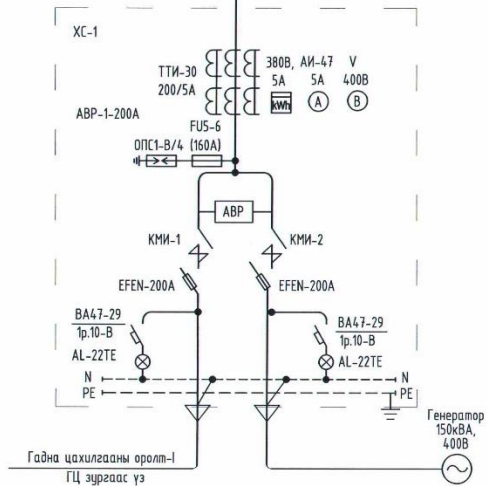 ХС-1
ТТИ-30
200/5А
380В,
5А
АИ-47
5А
V
400В
kWh
А
В
АВР-1-200А
FU5-6
ОПС1-В/4 (160А)
АВР
КМИ-1
КМИ-2
EFEN-200A
EFEN-200A
ВА47-29
1р.10-В
AL-22TE
ВА47-29
1р.10-В
AL-22TE
N
N
PE
PE
Генератор
150кВА,
400В
Гадна цахилгааны оролт-I
ГЦ зургаас үз